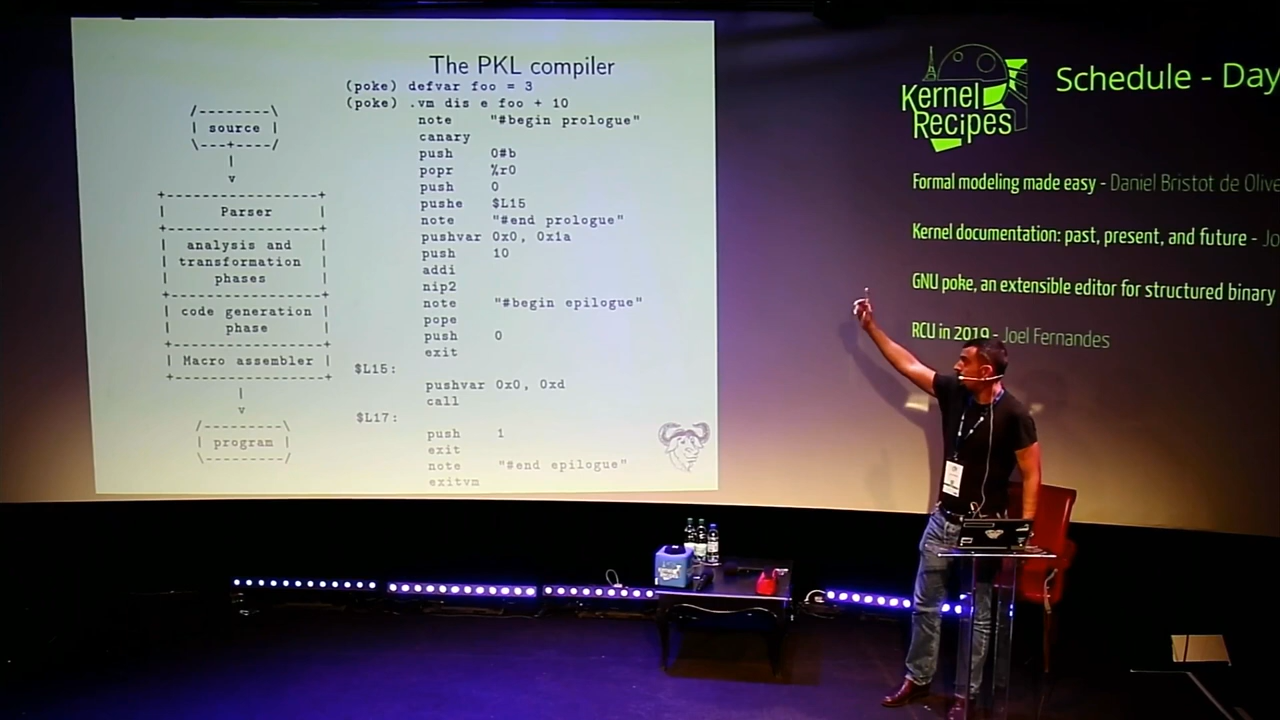 The PKL compiler
/--------\
| source |
\---+----/
|
v
+-------------------+
| Parser |
+-------------------+
| analysis and |
| transformation |
| phases |
+-------------------+
| code generation |
| phase |
+-------------------+
| Macro assembler |
+-------------------+
|
v
/---------\
| program |
\---------/
(poke) defvar foo = 3
(poke) .vm dis e foo + 10
note "#begin prologue"
canary
push 0#b
popr %r0
push 0
pushe $L15
note "#end prologue"
pushvar 0x0, 0x1a
push 10
addi
nip2
note "#begin epilogue"
pope
push 0
exit
$L15:
pushvar 0x0, 0xd
call
$L17:
push 1
exit
note "#end epilogue"
exitvm
Kernel
Recipes
Schedule - Day
Formal modeling made easy - Daniel Bristot de Olive
Kernel documentation: past, present, and future - Jo
GNU poke, an extensible editor for structured binary
RCU in 2019 - Joel Fernandes